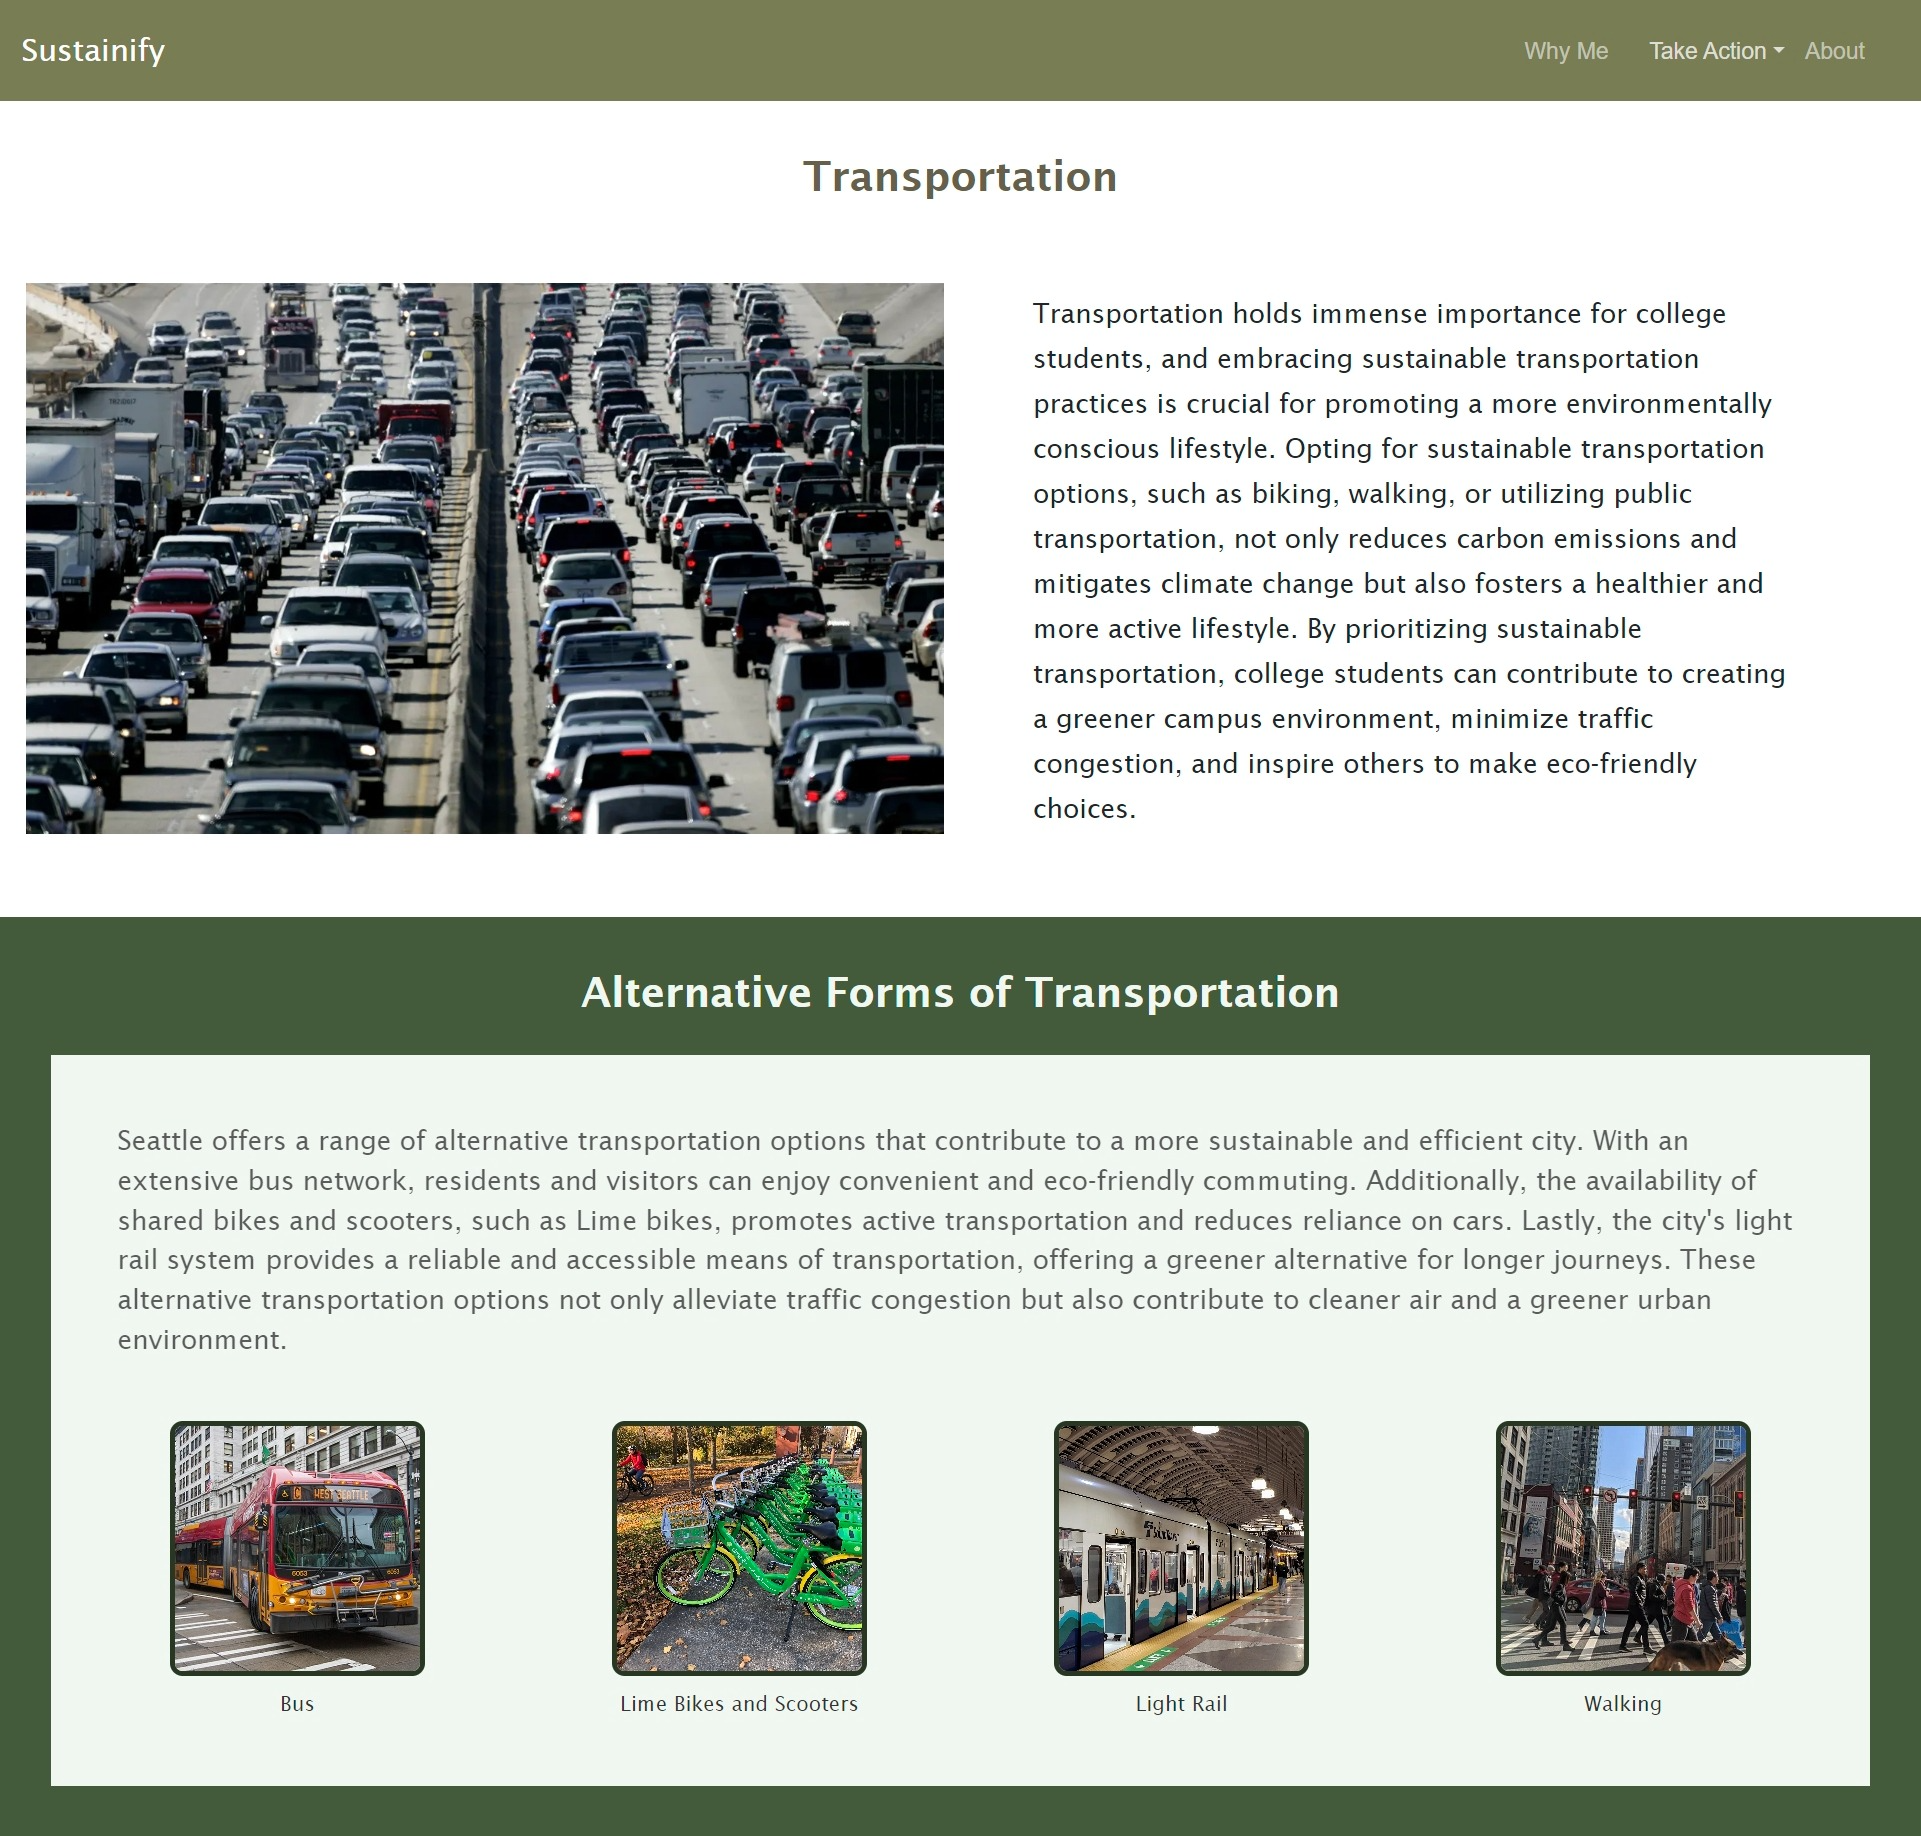 Sustainify
Why Me
Take Action
About
Transportation
Transportation holds immense importance for college
students, and embracing sustainable transportation
practices is crucial for promoting a more environmentally
conscious lifestyle. Opting for sustainable transportation
options, such as biking, walking, or utilizing public
transportation, not only reduces carbon emissions and
mitigates climate change but also fosters a healthier and
more active lifestyle. By prioritizing sustainable
transportation, college students can contribute to creating
a greener campus environment, minimize traffic
congestion, and inspire others to make eco-friendly
choices.
Alternative Forms of Transportation
Seattle offers a range of alternative transportation options that contribute to a more sustainable and efficient city. With an
extensive bus network, residents and visitors can enjoy convenient and eco-friendly commuting. Additionally, the availability of
shared bikes and scooters, such as Lime bikes, promotes active transportation and reduces reliance on cars. Lastly, the city's light
rail system provides a reliable and accessible means of transportation, offering a greener alternative for longer journeys. These
alternative transportation options not only alleviate traffic congestion but also contribute to cleaner air and a greener urban
environment.
C WEST SEATTLE
6053 6053
Bus
Lime Bikes and Scooters
Light Rail
Walking